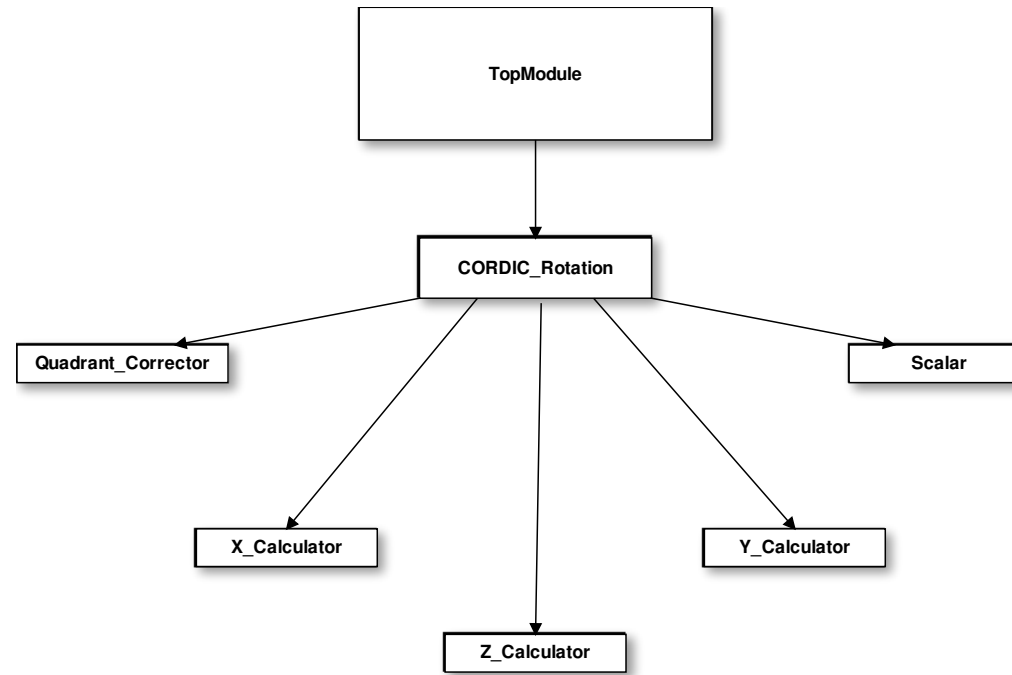 TopModule
CORDIC_Rotation
Quadrant_Corrector
Scalar
X_Calculator
Y_Calculator
Z_Calculator